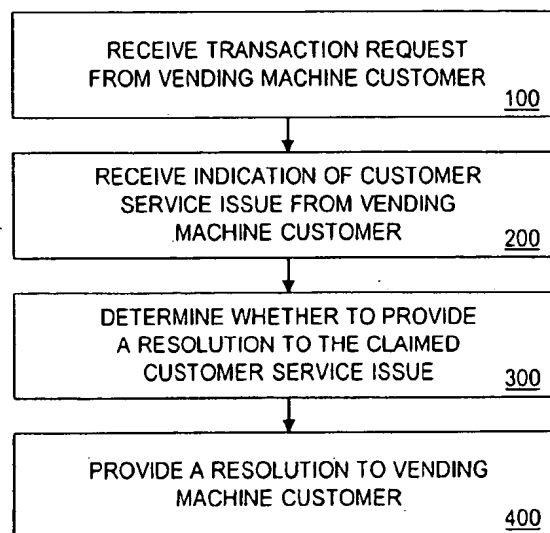 RECEIVE TRANSACTION REQUEST
FROM VENDING MACHINE CUSTOMER
100
RECEIVE INDICATION OF CUSTOMER
SERVICE ISSUE FROM VENDING
MACHINE CUSTOMER
200
DETERMINE WHETHER TO PROVIDE
A RESOLUTION TO THE CLAIMED
CUSTOMER SERVICE ISSUE
300
PROVIDE A RESOLUTION TO VENDING
MACHINE CUSTOMER
400